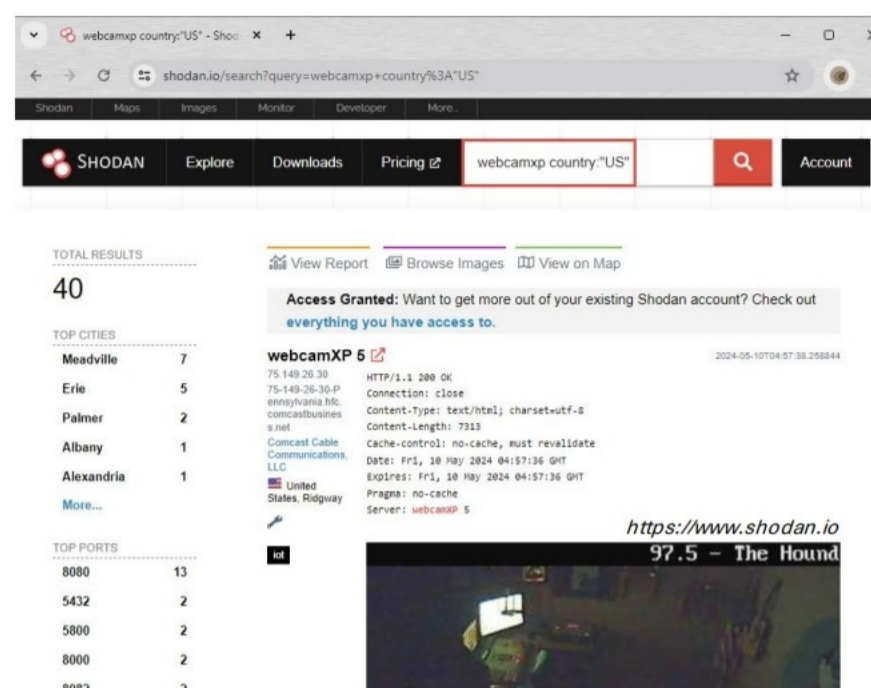 webcamxp country:"US" - Shod
shodan.io/search?query=webcamxp+country%3A"US"
Shodan Maps Images Monitor Developer More..
SHODAN Explore Downloads Pricing webcamxp country:"US" Account
TOTAL RESULTS
40
TOP CITIES
Meadville 7
Erie 5
Palmer 2
Albany 1
Alexandria 1
More...
TOP PORTS
8080 13
5432 2
5800 2
8000 2
View Report Browse Images View on Map
Access Granted: Want to get more out of your existing Shodan account? Check out
everything you have access to.
webcamXP 5
2024-05-10T04:57:38.258844
75.149.26.30
75-149-26-30-P
ennsylvania.hfc.
comcastbusines
s.net
Comcast Cable
Communications,
LLC
United
States, Ridgway
iot
HTTP/1.1 200 OK
Connection: close
Content-Type: text/html; charset=utf-8
Content-Length: 7313
Cache-control: no-cache, must revalidate
Date: Fri, 10 May 2024 04:57:36 GMT
Expires: Fri, 10 May 2024 04:57:36 GMT
Pragma: no-cache
Server: webcamXP 5
https://www.shodan.io
97.5 - The Hound